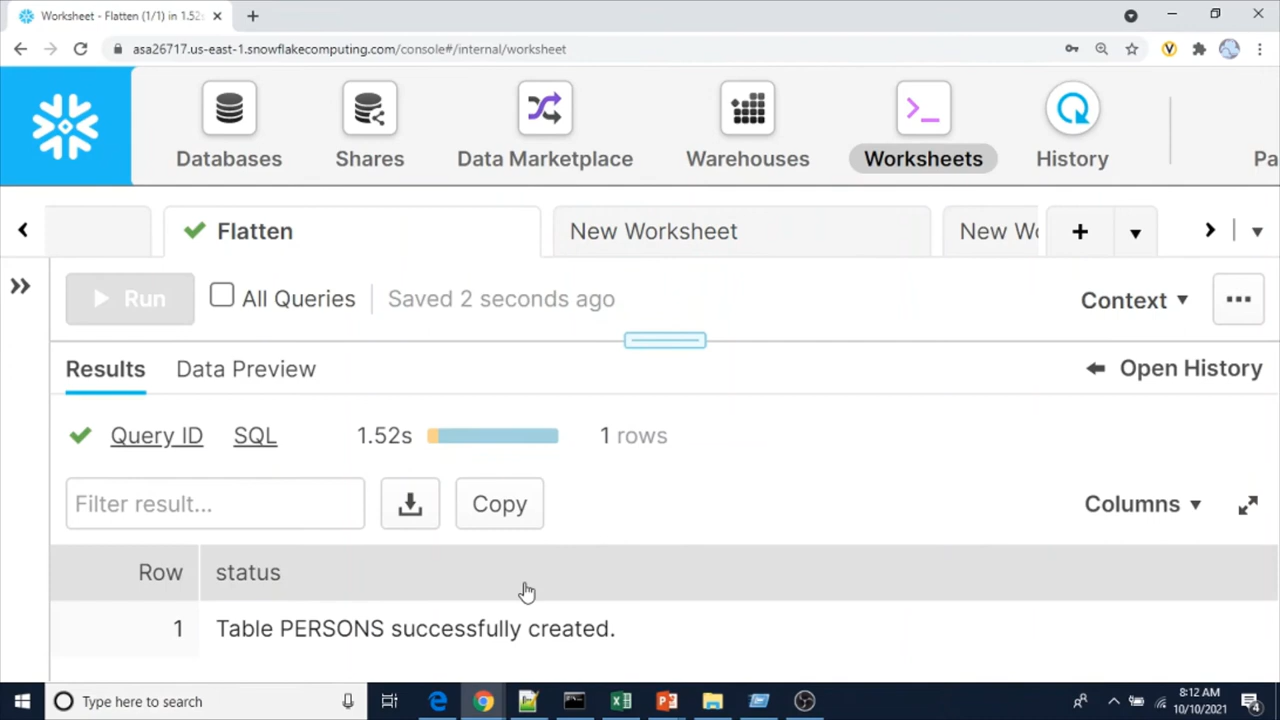 Worksheet - Flatten (1/1) in 1.52s
asa26717.us-east-1.snowflakecomputing.com/console#/internal/worksheet
Databases
Shares
Data Marketplace
Warehouses
Worksheets
History
Pa
Flatten
New Worksheet
New Wo
Run
All Queries
Saved 2 seconds ago
Context
Results
Data Preview
Open History
Query ID
SQL
1.52s
1 rows
Filter result...
Copy
Columns
Row
status
1
Table PERSONS successfully created.
Type here to search
8:12 AM
10/10/2021
4